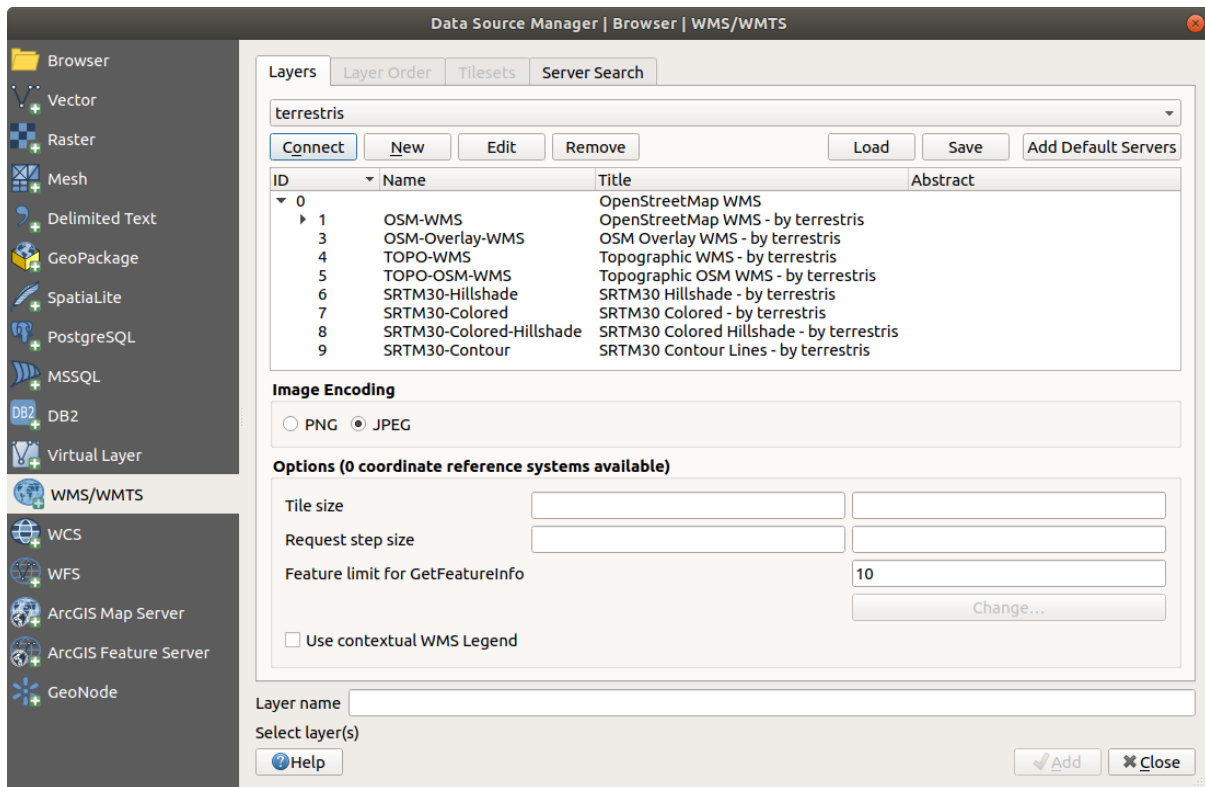 Data Source Manager | Browser | WMS/WMTS
Browser
Vector
Raster
Mesh
Delimited Text
GeoPackage
SpatiaLite
PostgreSQL
MSSQL
DB2 DB2
Virtual Layer
WMS/WMTS
WCS
WFS
ArcGIS Map Server
ArcGIS Feature Server
GeoNode
Layers Layer Order Tilesets Server Search
terrestris
Connect New Edit Remove Load Save Add Default Servers
ID Name Title Abstract
0 OpenStreetMap WMS
1 OSM-WMS OpenStreetMap WMS - by terrestris
3 OSM-Overlay-WMS OSM Overlay WMS - by terrestris
4 TOPO-WMS Topographic WMS - by terrestris
5 TOPO-OSM-WMS Topographic OSM WMS - by terrestris
6 SRTM30-Hillshade SRTM30 Hillshade - by terrestris
7 SRTM30-Colored SRTM30 Colored - by terrestris
8 SRTM30-Colored-Hillshade SRTM30 Colored Hillshade - by terrestris
9 SRTM30-Contour SRTM30 Contour Lines - by terrestris
Image Encoding
PNG JPEG
Options (0 coordinate reference systems available)
Tile size
Request step size
Feature limit for GetFeatureInfo 10
Change...
Use contextual WMS Legend
Layer name
Select layer(s)
Help Add Close